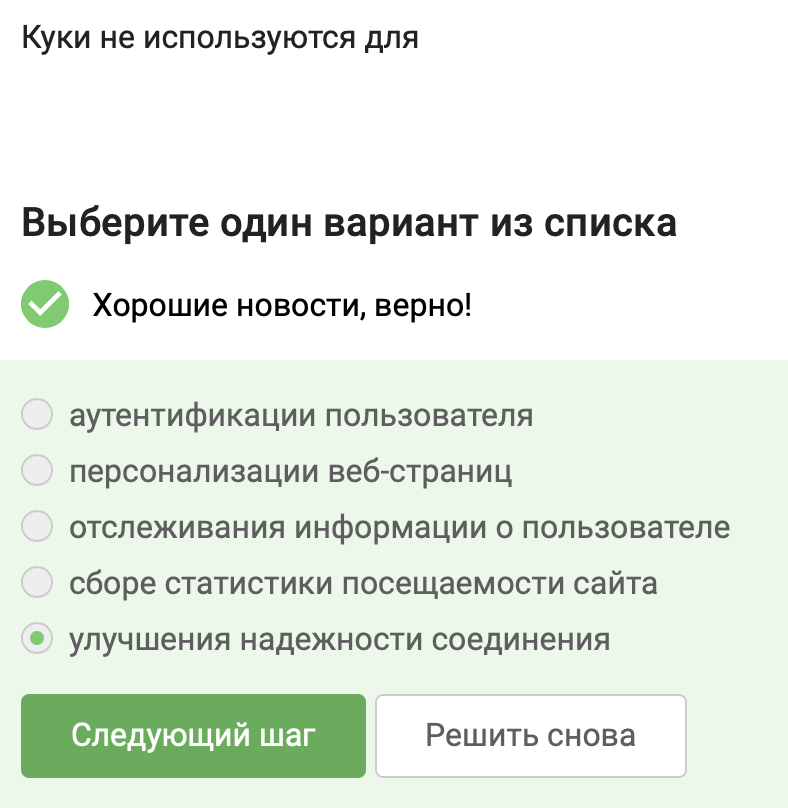 Куки не используются для
Выберите один вариант из списка
Хорошие новости, верно!
аутентификации пользователя
персонализации веб-страниц
отслеживания информации о пользователе
сборе статистики посещаемости сайта
улучшения надежности соединения
Следующий шаг
Решить снова